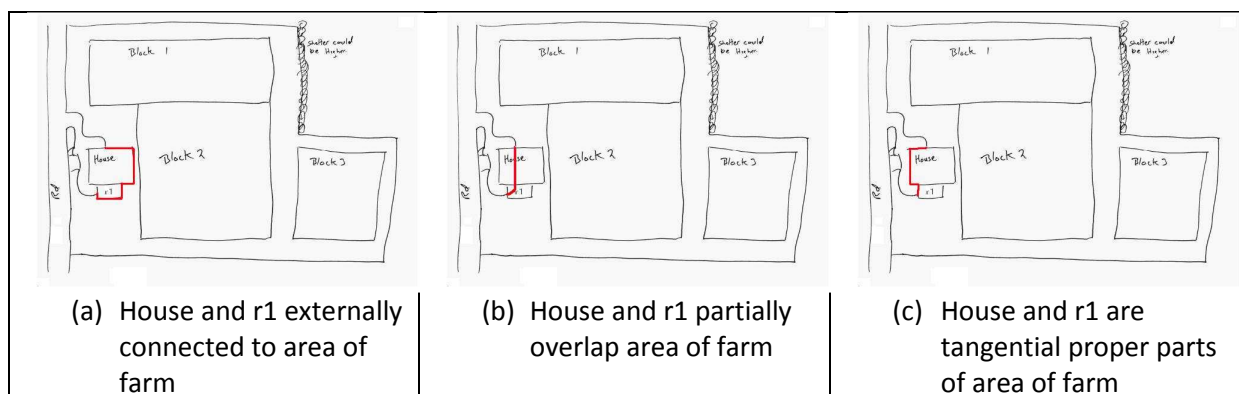 Block 1
shelter could
be Higher
House
Block 2
Block 3
r1
Rd
Block 1
shelter could
be Higher
House
Block 2
Block 3
r1
Rd
Block 1
shelter could
be Higher
House
Block 2
Block 3
r1
Rd
(a) House and r1 externally
connected to area of
farm
(b) House and r1 partially
overlap area of farm
(c) House and r1 are
tangential proper parts
of area of farm